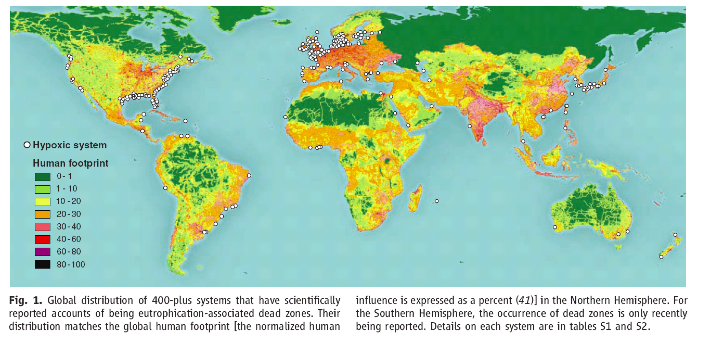 Hypoxic system
Human footprint
0 - 1
1 - 10
10 - 20
20 - 30
30 - 40
40 - 60
60 - 80
80 - 100
Fig. 1. Global distribution of 400-plus systems that have scientifically
reported accounts of being eutrophication-associated dead zones. Their
distribution matches the global human footprint [the normalized human
influence is expressed as a percent (41)] in the Northern Hemisphere. For
the Southern Hemisphere, the occurrence of dead zones is only recently
being reported. Details on each system are in tables S1 and S2.